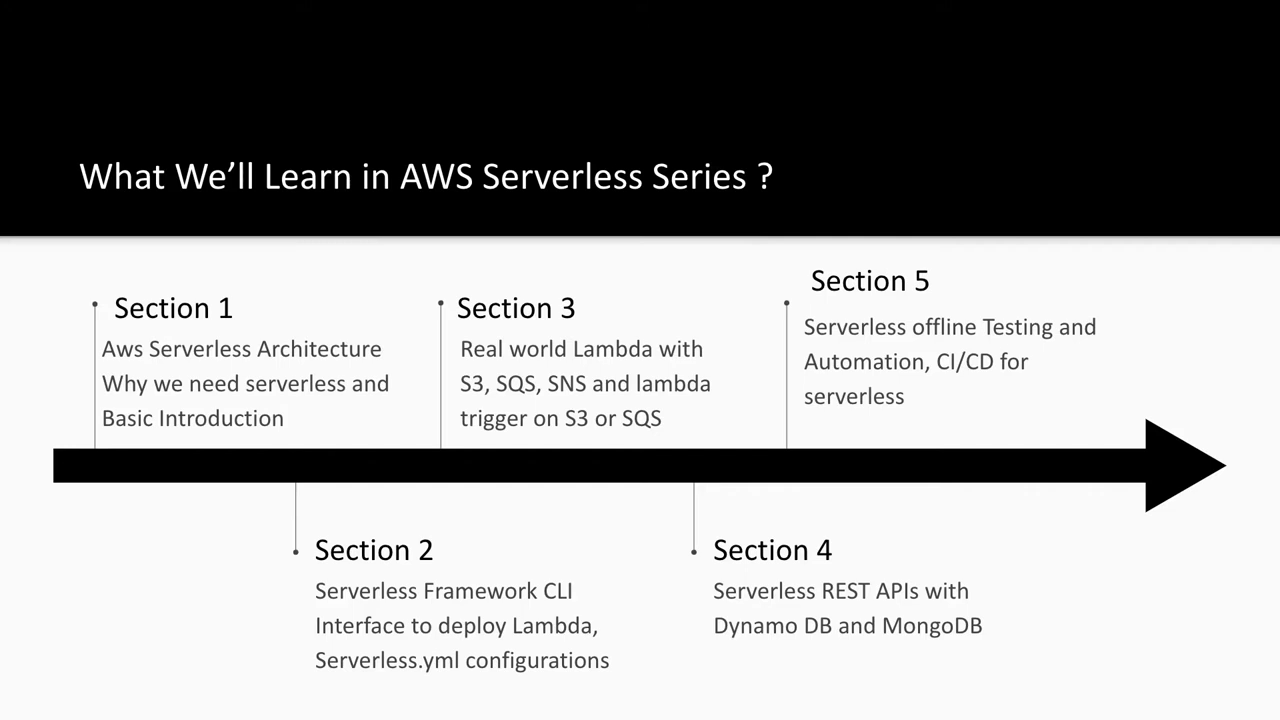 What We’ll Learn in AWS Serverless Series ?
Section 1
Aws Serverless Architecture
Why we need serverless and
Basic Introduction
Section 2
Serverless Framework CLI
Interface to deploy Lambda,
Serverless.yml configurations
Section 3
Real world Lambda with
S3, SQS, SNS and lambda
trigger on S3 or SQS
Section 4
Serverless REST APIs with
Dynamo DB and MongoDB
Section 5
Serverless offline Testing and
Automation, CI/CD for
serverless